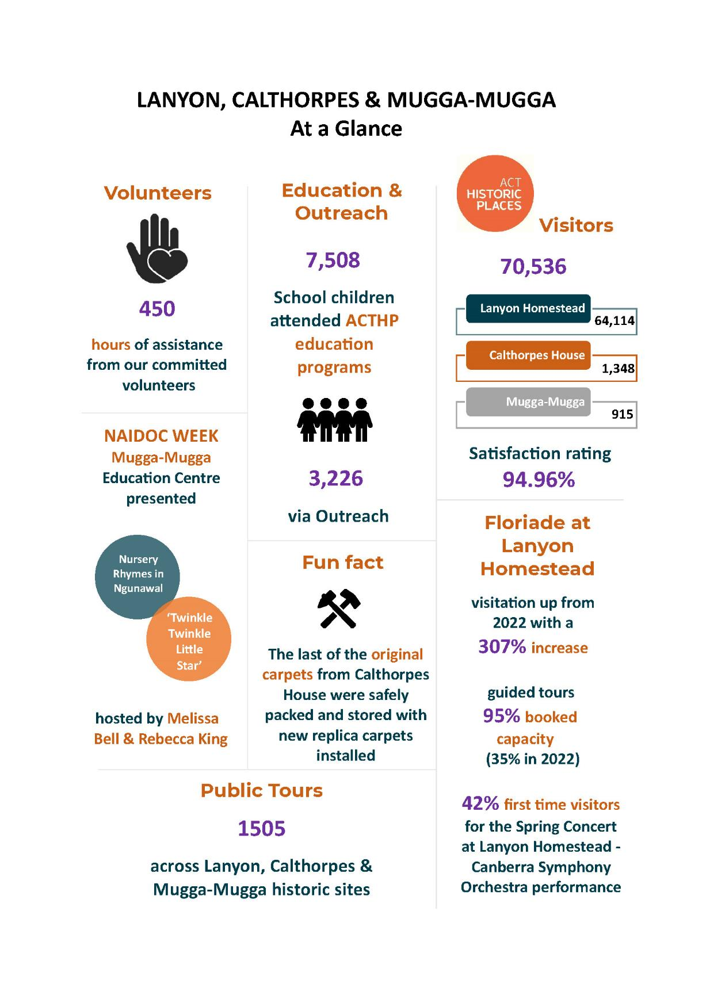 LANYON, CALTHORPES & MUGGA-MUGGA
At a Glance
Volunteers
450
hours of assistance
from our committed
volunteers
NAIDOC WEEK
Mugga-Mugga
Education Centre
presented
Nursery
Rhymes in
Ngunawal
‘Twinkle
Twinkle
Little
Star’
hosted by Melissa
Bell & Rebecca King
Education &
Outreach
7,508
School children
attended ACTHP
education
programs
3,226
via Outreach
Fun fact
The last of the original
carpets from Calthorpes
House were safely
packed and stored with
new replica carpets
installed
Public Tours
1505
across Lanyon, Calthorpes &
Mugga-Mugga historic sites
ACT
HISTORIC
PLACES
Visitors
70,536
Lanyon Homestead
64,114
Calthorpes House
1,348
Mugga-Mugga
915
Satisfaction rating
94.96%
Floriade at
Lanyon
Homestead
visitation up from
2022 with a
307% increase
guided tours
95% booked
capacity
(35% in 2022)
42% first time visitors
for the Spring Concert
at Lanyon Homestead -
Canberra Symphony
Orchestra performance